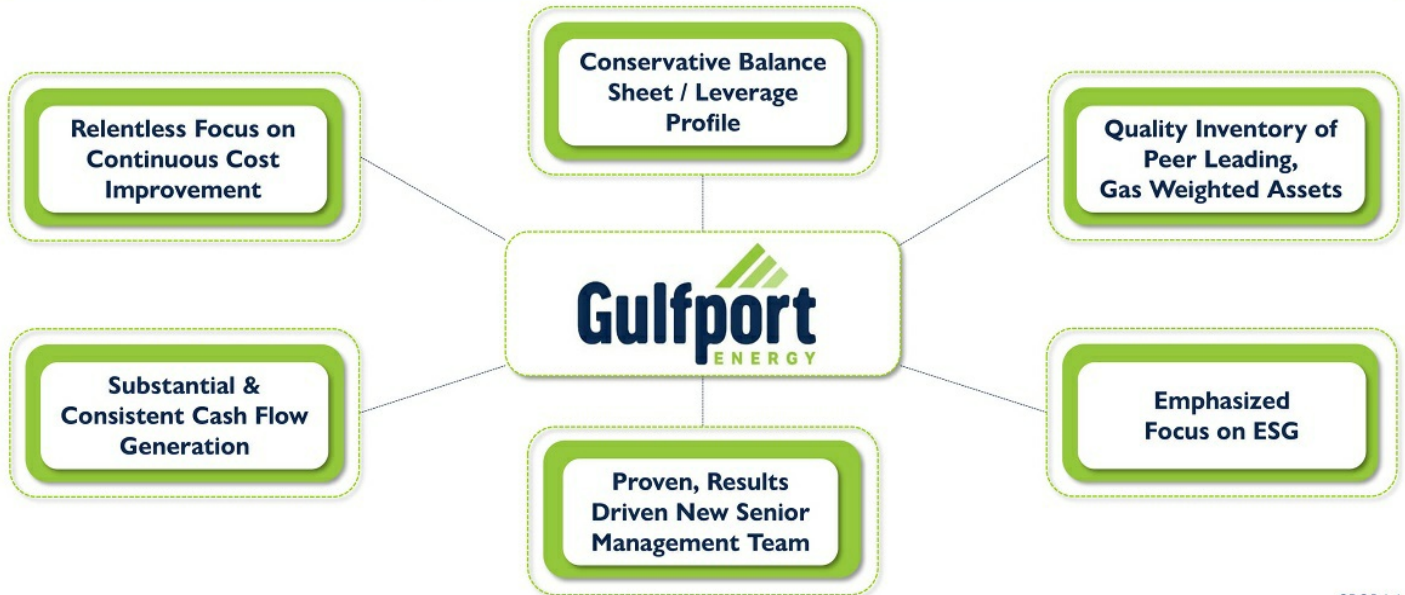 Conservative Balance
Sheet / Leverage
Profile
Relentless Focus on
Continuous Cost
Improvement
Quality Inventory of
Peer Leading,
Gas Weighted Assets
Gulfport
ENERGY
Substantial &
Consistent Cash Flow
Generation
Emphasized
Focus on ESG
Proven, Results
Driven New Senior
Management Team